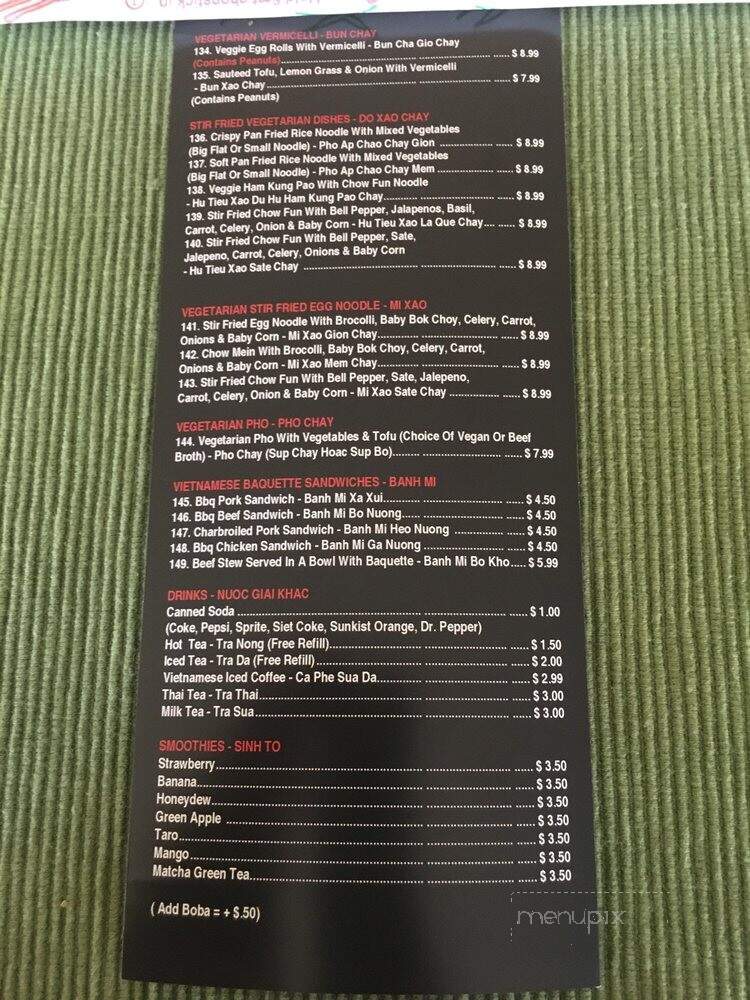 VEGETARIAN VERMICELLI - BUN CHAY
134. Veggie Egg Rolls With Vermicelli - Bun Cha Gio Chay
(Contains Peanuts)........ $ 8.99
135. Sauteed Tofu, Lemon Grass & Onion With Vermicelli
- Bun Xao Chay........ $ 7.99
(Contains Peanuts)
STIR FRIED VEGETARIAN DISHES - DO XAO CHAY
136. Crispy Pan Fried Rice Noodle With Mixed Vegetables
(Big Flat Or Small Noodle) - Pho Ap Chao Chay Gion ........ $ 8.99
137. Soft Pan Fried Rice Noodle With Mixed Vegetables
(Big Flat Or Small Noodle) - Pho Ap Chao Chay Mem ........ $ 8.99
138. Veggie Ham Kung Pao With Chow Fun Noodle
- Hu Tieu Xao Du Hu Ham Kung Pao Chay........ $ 8.99
139. Stir Fried Chow Fun With Bell Pepper, Jalapenos, Basil,
Carrot, Celery, Onion & Baby Corn - Hu Tieu Xao La Que Chay........ $ 8.99
140. Stir Fried Chow Fun With Bell Pepper, Sate,
Jalepeno, Carrot, Celery, Onions & Baby Corn
- Hu Tieu Xao Sate Chay ........ $ 8.99
VEGETARIAN STIR FRIED EGG NOODLE - MI XAO
141. Stir Fried Egg Noodle With Brocolli, Baby Bok Choy, Celery, Carrot,
Onions & Baby Corn - Mi Xao Gion Chay........ $ 8.99
142. Chow Mein With Brocolli, Baby Bok Choy, Celery, Carrot,
Onions & Baby Corn - Mi Xao Mem Chay........ $ 8.99
143. Stir Fried Chow Fun With Bell Pepper, Sate, Jalepeno,
Carrot, Celery, Onion & Baby Corn - Mi Xao Sate Chay ........ $ 8.99
VEGETARIAN PHO - PHO CHAY
144. Vegetarian Pho With Vegetables & Tofu (Choice Of Vegan Or Beef
Broth) - Pho Chay (Sup Chay Hoac Sup Bo)........ $ 7.99
VIETNAMESE BAQUETTE SANDWICHES - BANH MI
145. Bbq Pork Sandwich - Banh Mi Xa Xui........ $ 4.50
146. Bbq Beef Sandwich - Banh Mi Bo Nuong........ $ 4.50
147. Charbroiled Pork Sandwich - Banh Mi Heo Nuong ........ $ 4.50
148. Bbq Chicken Sandwich - Banh Mi Ga Nuong ........ $ 4.50
149. Beef Stew Served In A Bowl With Baquette - Banh Mi Bo Kho..... $ 5.99
DRINKS - NUOC GIAI KHAC
Canned Soda ........ $ 1.00
(Coke, Pepsi, Sprite, Siet Coke, Sunkist Orange, Dr. Pepper)
Hot Tea - Tra Nong (Free Refill)........ $ 1.50
Iced Tea - Tra Da (Free Refill)........ $ 2.00
Vietnamese Iced Coffee - Ca Phe Sua Da........ $ 2.99
Thai Tea - Tra Thai........ $ 3.00
Milk Tea - Tra Sua........ $ 3.00
SMOOTHIES - SINH TO
Strawberry........ $ 3.50
Banana........ $ 3.50
Honeydew........ $ 3.50
Green Apple ........ $ 3.50
Taro........ $ 3.50
Mango........ $ 3.50
Matcha Green Tea........ $ 3.50
( Add Boba = + $.50)
menupix